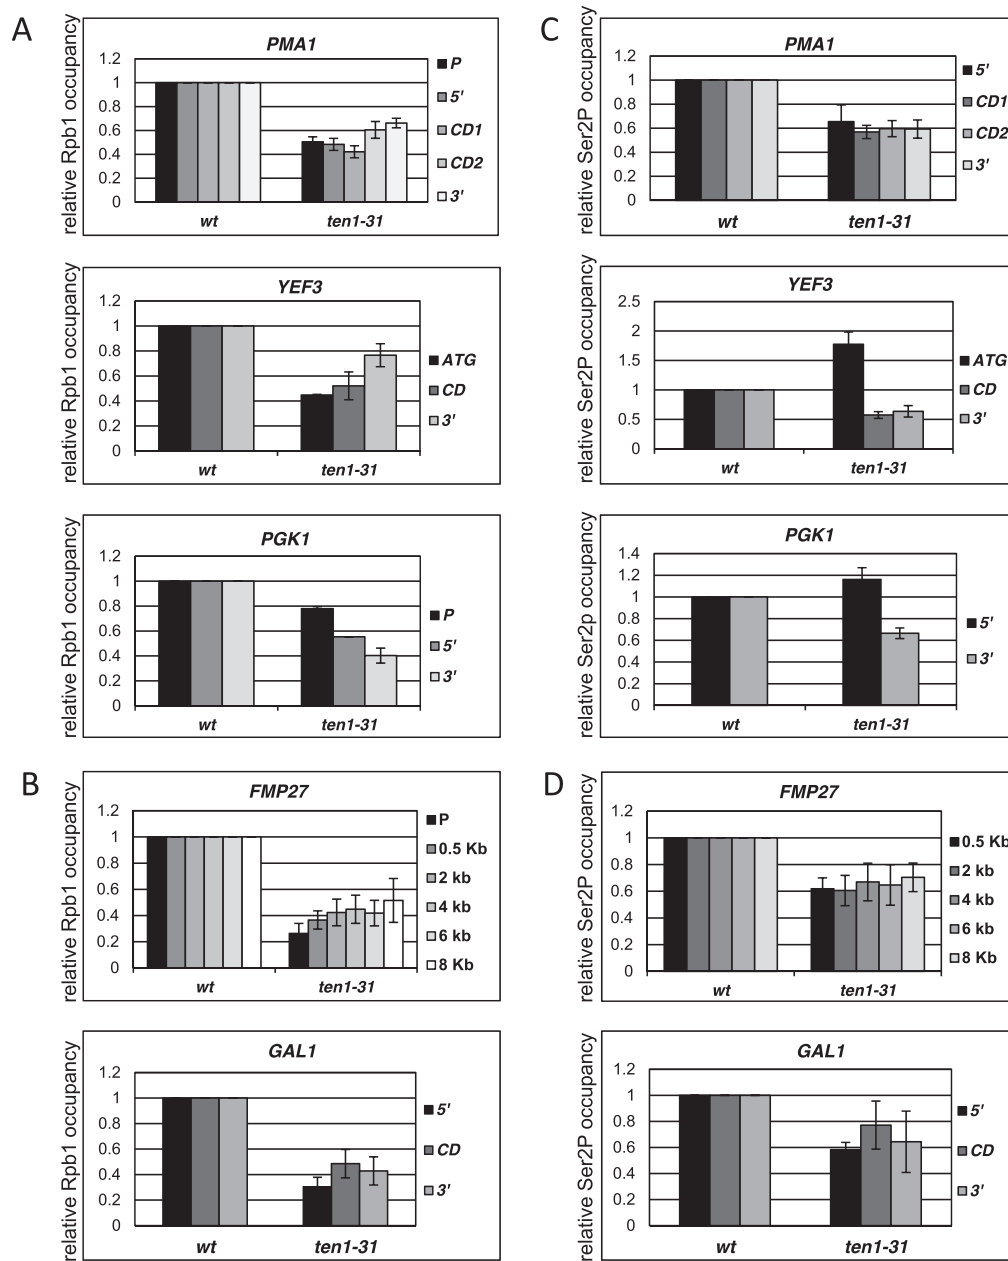 A
PMA1
relative Rpb1 occupancy
1.2
1
0.8
0.6
0.4
0.2
0
wt
ten1-31
P
5'
CD1
CD2
3'
YEF3
relative Rpb1 occupancy
1.2
1
0.8
0.6
0.4
0.2
0
wt
ten1-31
ATG
CD
3'
PGK1
relative Rpb1 occupancy
1.2
1
0.8
0.6
0.4
0.2
0
wt
ten1-31
P
5'
3'
B
FMP27
relative Rpb1 occupancy
1.2
1
0.8
0.6
0.4
0.2
0
wt
ten1-31
P
0.5 Kb
2 kb
4 kb
6 kb
8 Kb
GAL1
relative Rpb1 occupancy
1.2
1
0.8
0.6
0.4
0.2
0
wt
ten1-31
5'
CD
3'
C
PMA1
relative Ser2P occupancy
1.2
1
0.8
0.6
0.4
0.2
0
wt
ten1-31
5'
CD1
CD2
3'
YEF3
relative Ser2P occupancy
2.5
2
1.5
1
0.5
0
wt
ten1-31
ATG
CD
3'
PGK1
relative Ser2p occupancy
1.4
1.2
1
0.8
0.6
0.4
0.2
0
wt
ten1-31
5'
3'
D
FMP27
relative Ser2P occupancy
1.2
1
0.8
0.6
0.4
0.2
0
wt
ten1-31
0.5 Kb
2 kb
4 kb
6 kb
8 Kb
GAL1
relative Ser2P occupancy
1.2
1
0.8
0.6
0.4
0.2
0
wt
ten1-31
5'
CD
3'